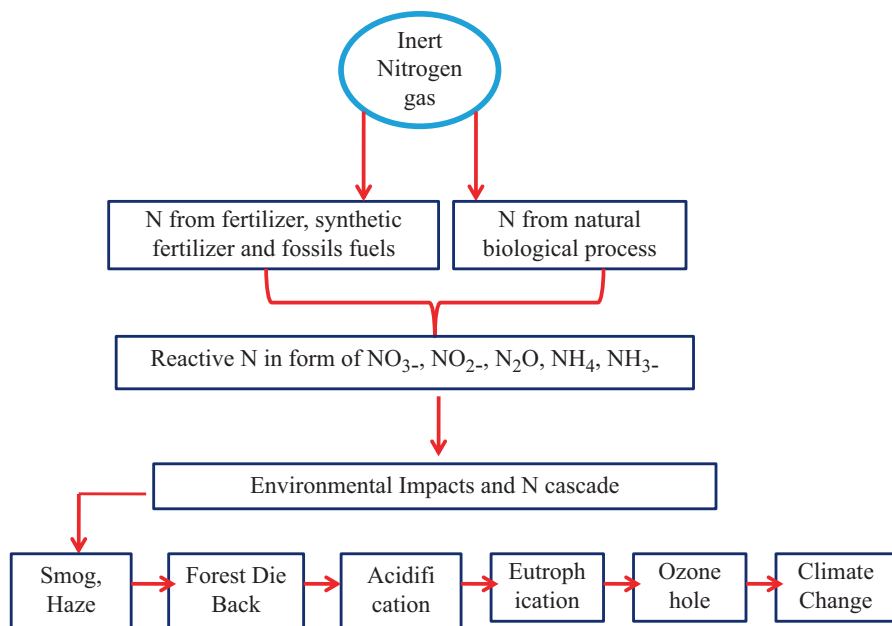 Inert
Nitrogen
gas
N from fertilizer, synthetic
fertilizer and fossils fuels
N from natural
biological process
Reactive N in form of NO3-, NO2-, N2O, NH4, NH3-
Environmental Impacts and N cascade
Smog,
Haze
Forest Die
Back
Acidifi
cation
Eutroph
ication
Ozone
hole
Climate
Change